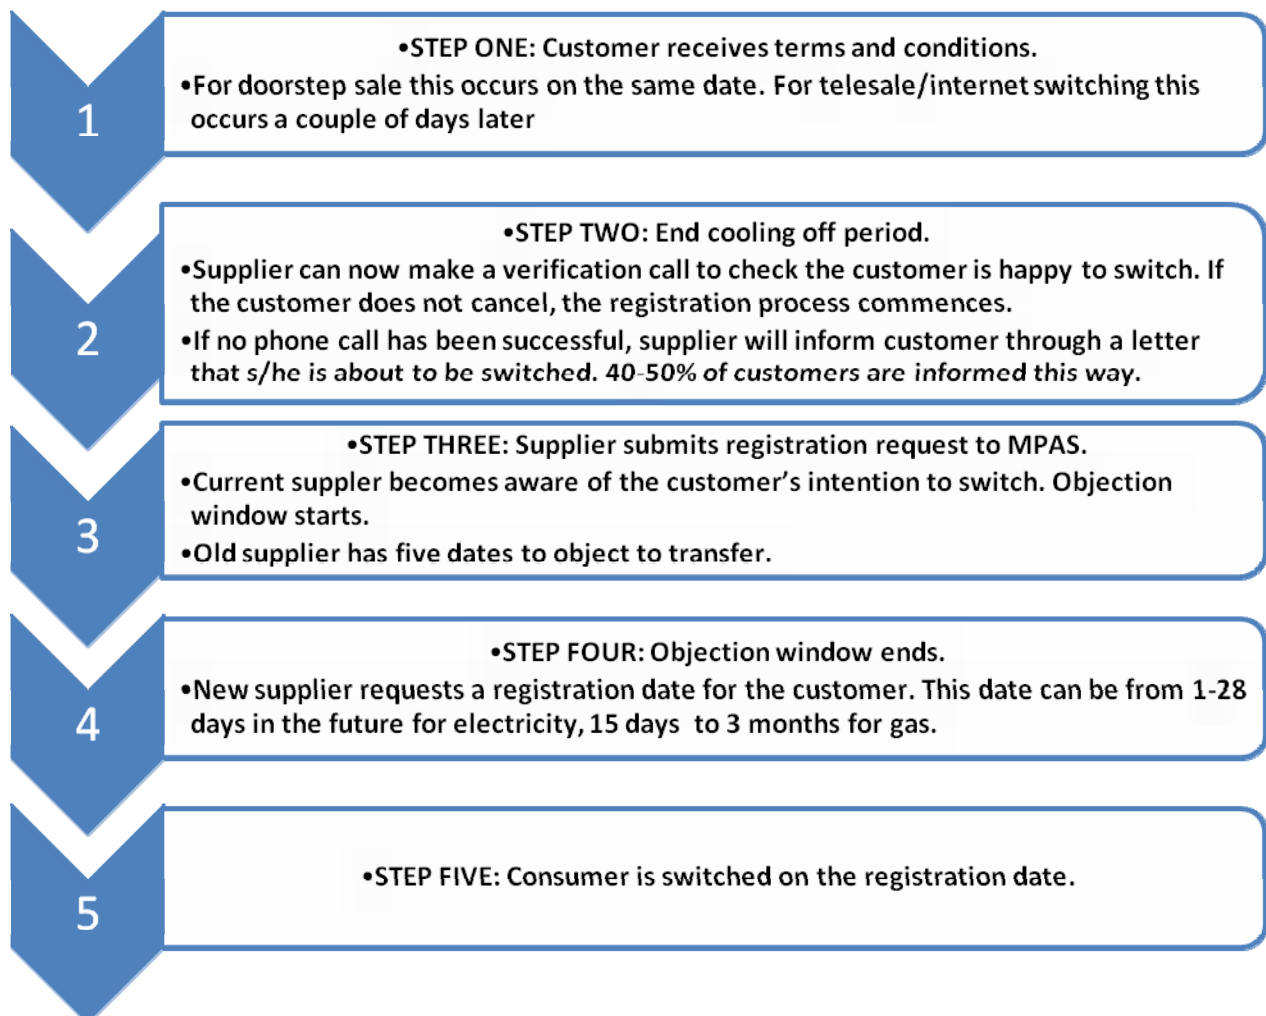 1
•STEP ONE: Customer receives terms and conditions.
•For doorstep sale this occurs on the same date. For telesale/internet switching this
occurs a couple of days later
2
•STEP TWO: End cooling off period.
•Supplier can now make a verification call to check the customer is happy to switch. If
the customer does not cancel, the registration process commences.
•If no phone call has been successful, supplier will inform customer through a letter
that s/he is about to be switched. 40-50% of customers are informed this way.
3
•STEP THREE: Supplier submits registration request to MPAS.
•Current suppler becomes aware of the customer's intention to switch. Objection
window starts.
•Old supplier has five dates to object to transfer.
4
•STEP FOUR: Objection window ends.
•New supplier requests a registration date for the customer. This date can be from 1-28
days in the future for electricity, 15 days to 3 months for gas.
5
•STEP FIVE: Consumer is switched on the registration date.